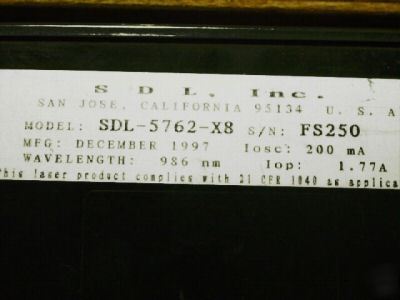 S D L, Inc.
SAN JOSE, CALIFORNIA 95134 U. S. A
MODEL: SDL-5762-X8 S/N: FS250
MFG: DECEMBER 1997 Iosc: 200 mA
WAVELENGTH: 986 nm Iop: 1.77A
This laser product complies with 21 CFR 1040 as applica